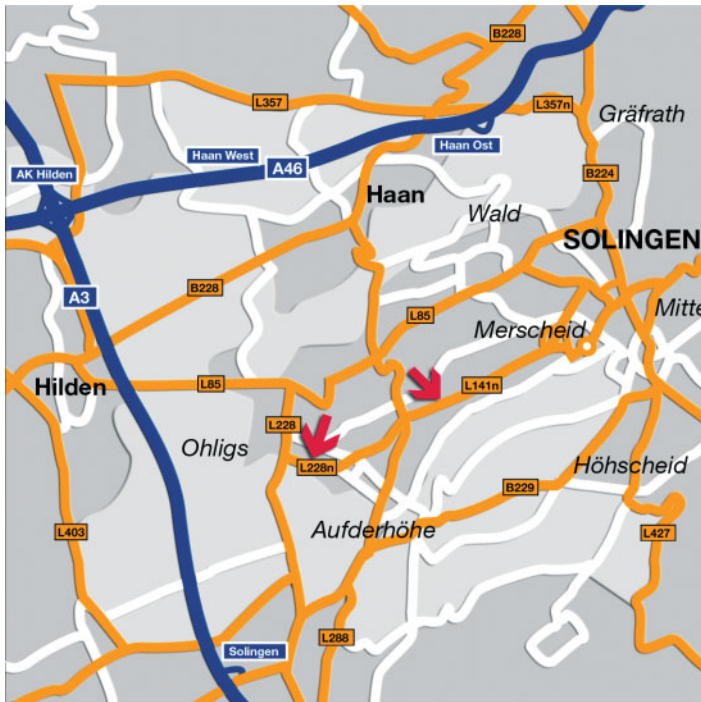 B228
L357
L357n
Gräfrath
Haan West
Haan Ost
AK Hilden
A46
B224
Haan
Wald
SOLINGEN
A3
B228
L85
Merscheid
Mitte
Hilden
L85
L141n
L228
Ohligs
L228n
Höhscheid
B229
Aufderhöhe
L403
L427
L288
Solingen